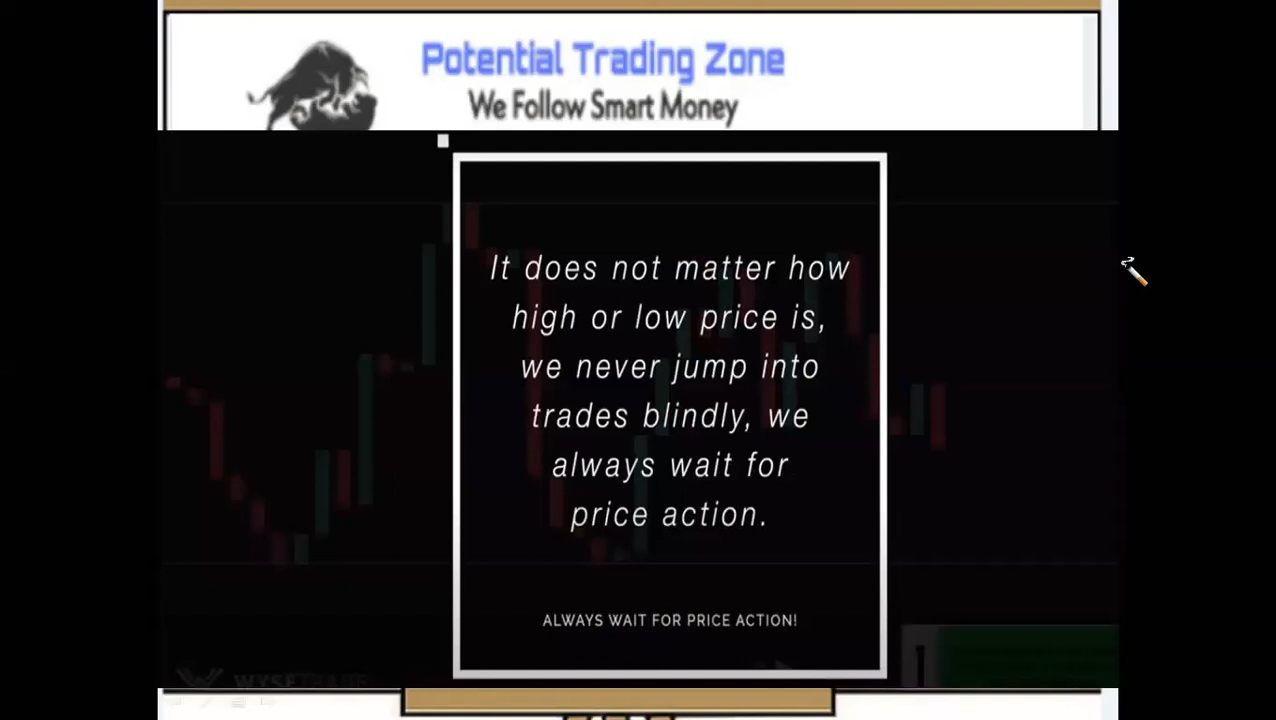 Potential Trading Zone
We Follow Smart Money
It does not matter how
high or low price is,
we never jump into
trades blindly, we
always wait for
price action.
ALWAYS WAIT FOR PRICE ACTION!
WYSETRADE